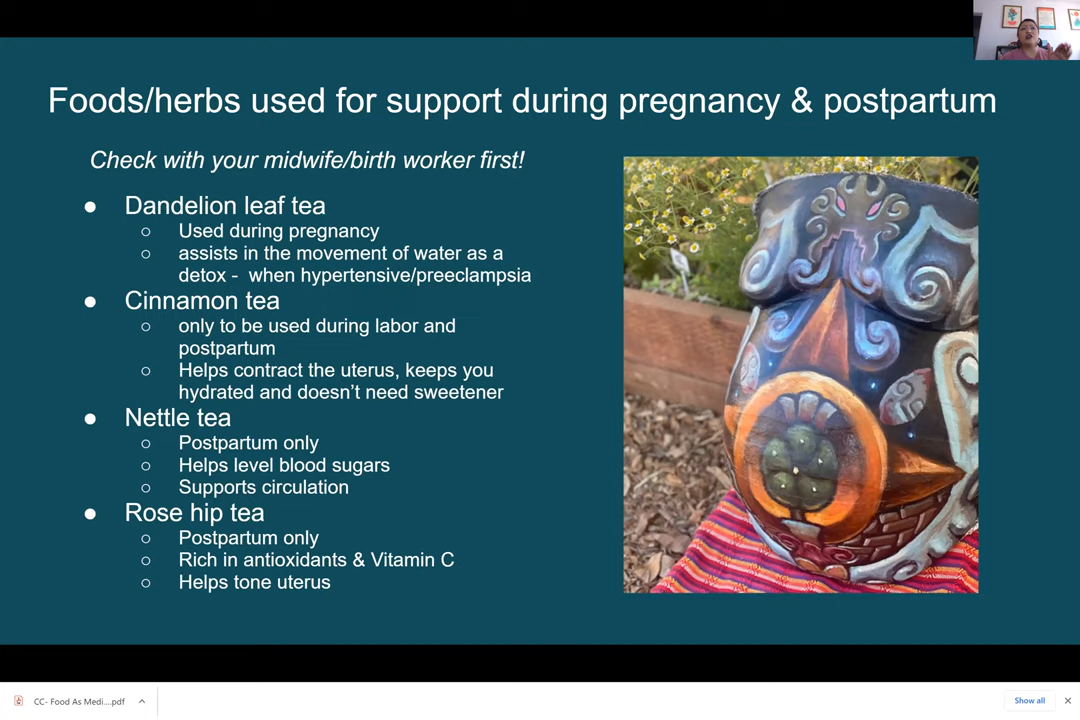 Foods/herbs used for support during pregnancy & postpartum
Check with your midwife/birth worker first!
● Dandelion leaf tea
○ Used during pregnancy
○ assists in the movement of water as a
detox - when hypertensive/preeclampsia
● Cinnamon tea
○ only to be used during labor and
postpartum
○ Helps contract the uterus, keeps you
hydrated and doesn’t need sweetener
● Nettle tea
○ Postpartum only
○ Helps level blood sugars
○ Supports circulation
● Rose hip tea
○ Postpartum only
○ Rich in antioxidants & Vitamin C
○ Helps tone uterus
CC- Food As Medi....pdf
Show all